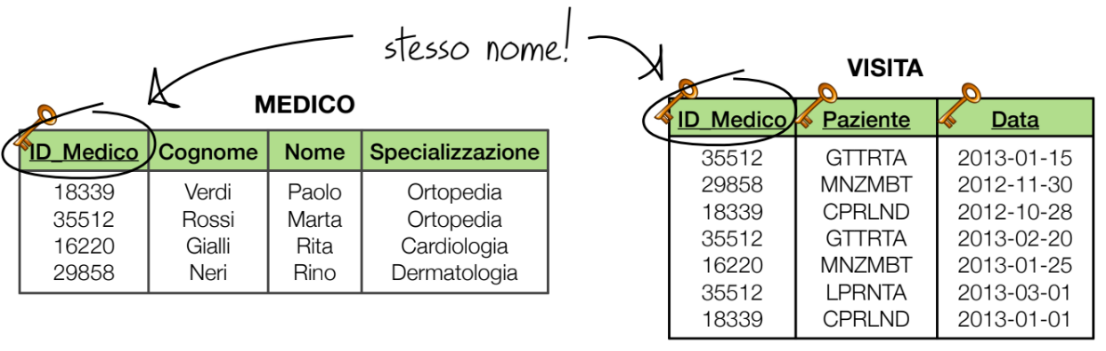 stesso nome!
MEDICO
ID_Medico Cognome Nome Specializzazione
18339 Verdi Paolo Ortopedia
35512 Rossi Marta Ortopedia
16220 Gialli Rita Cardiologia
29858 Neri Rino Dermatologia
VISITA
ID_Medico Paziente Data
35512 GTTRTA 2013-01-15
29858 MNZMBT 2012-11-30
18339 CPRLND 2012-10-28
35512 GTTRTA 2013-02-20
16220 MNZMBT 2013-01-25
35512 LPRNTA 2013-03-01
18339 CPRLND 2013-01-01